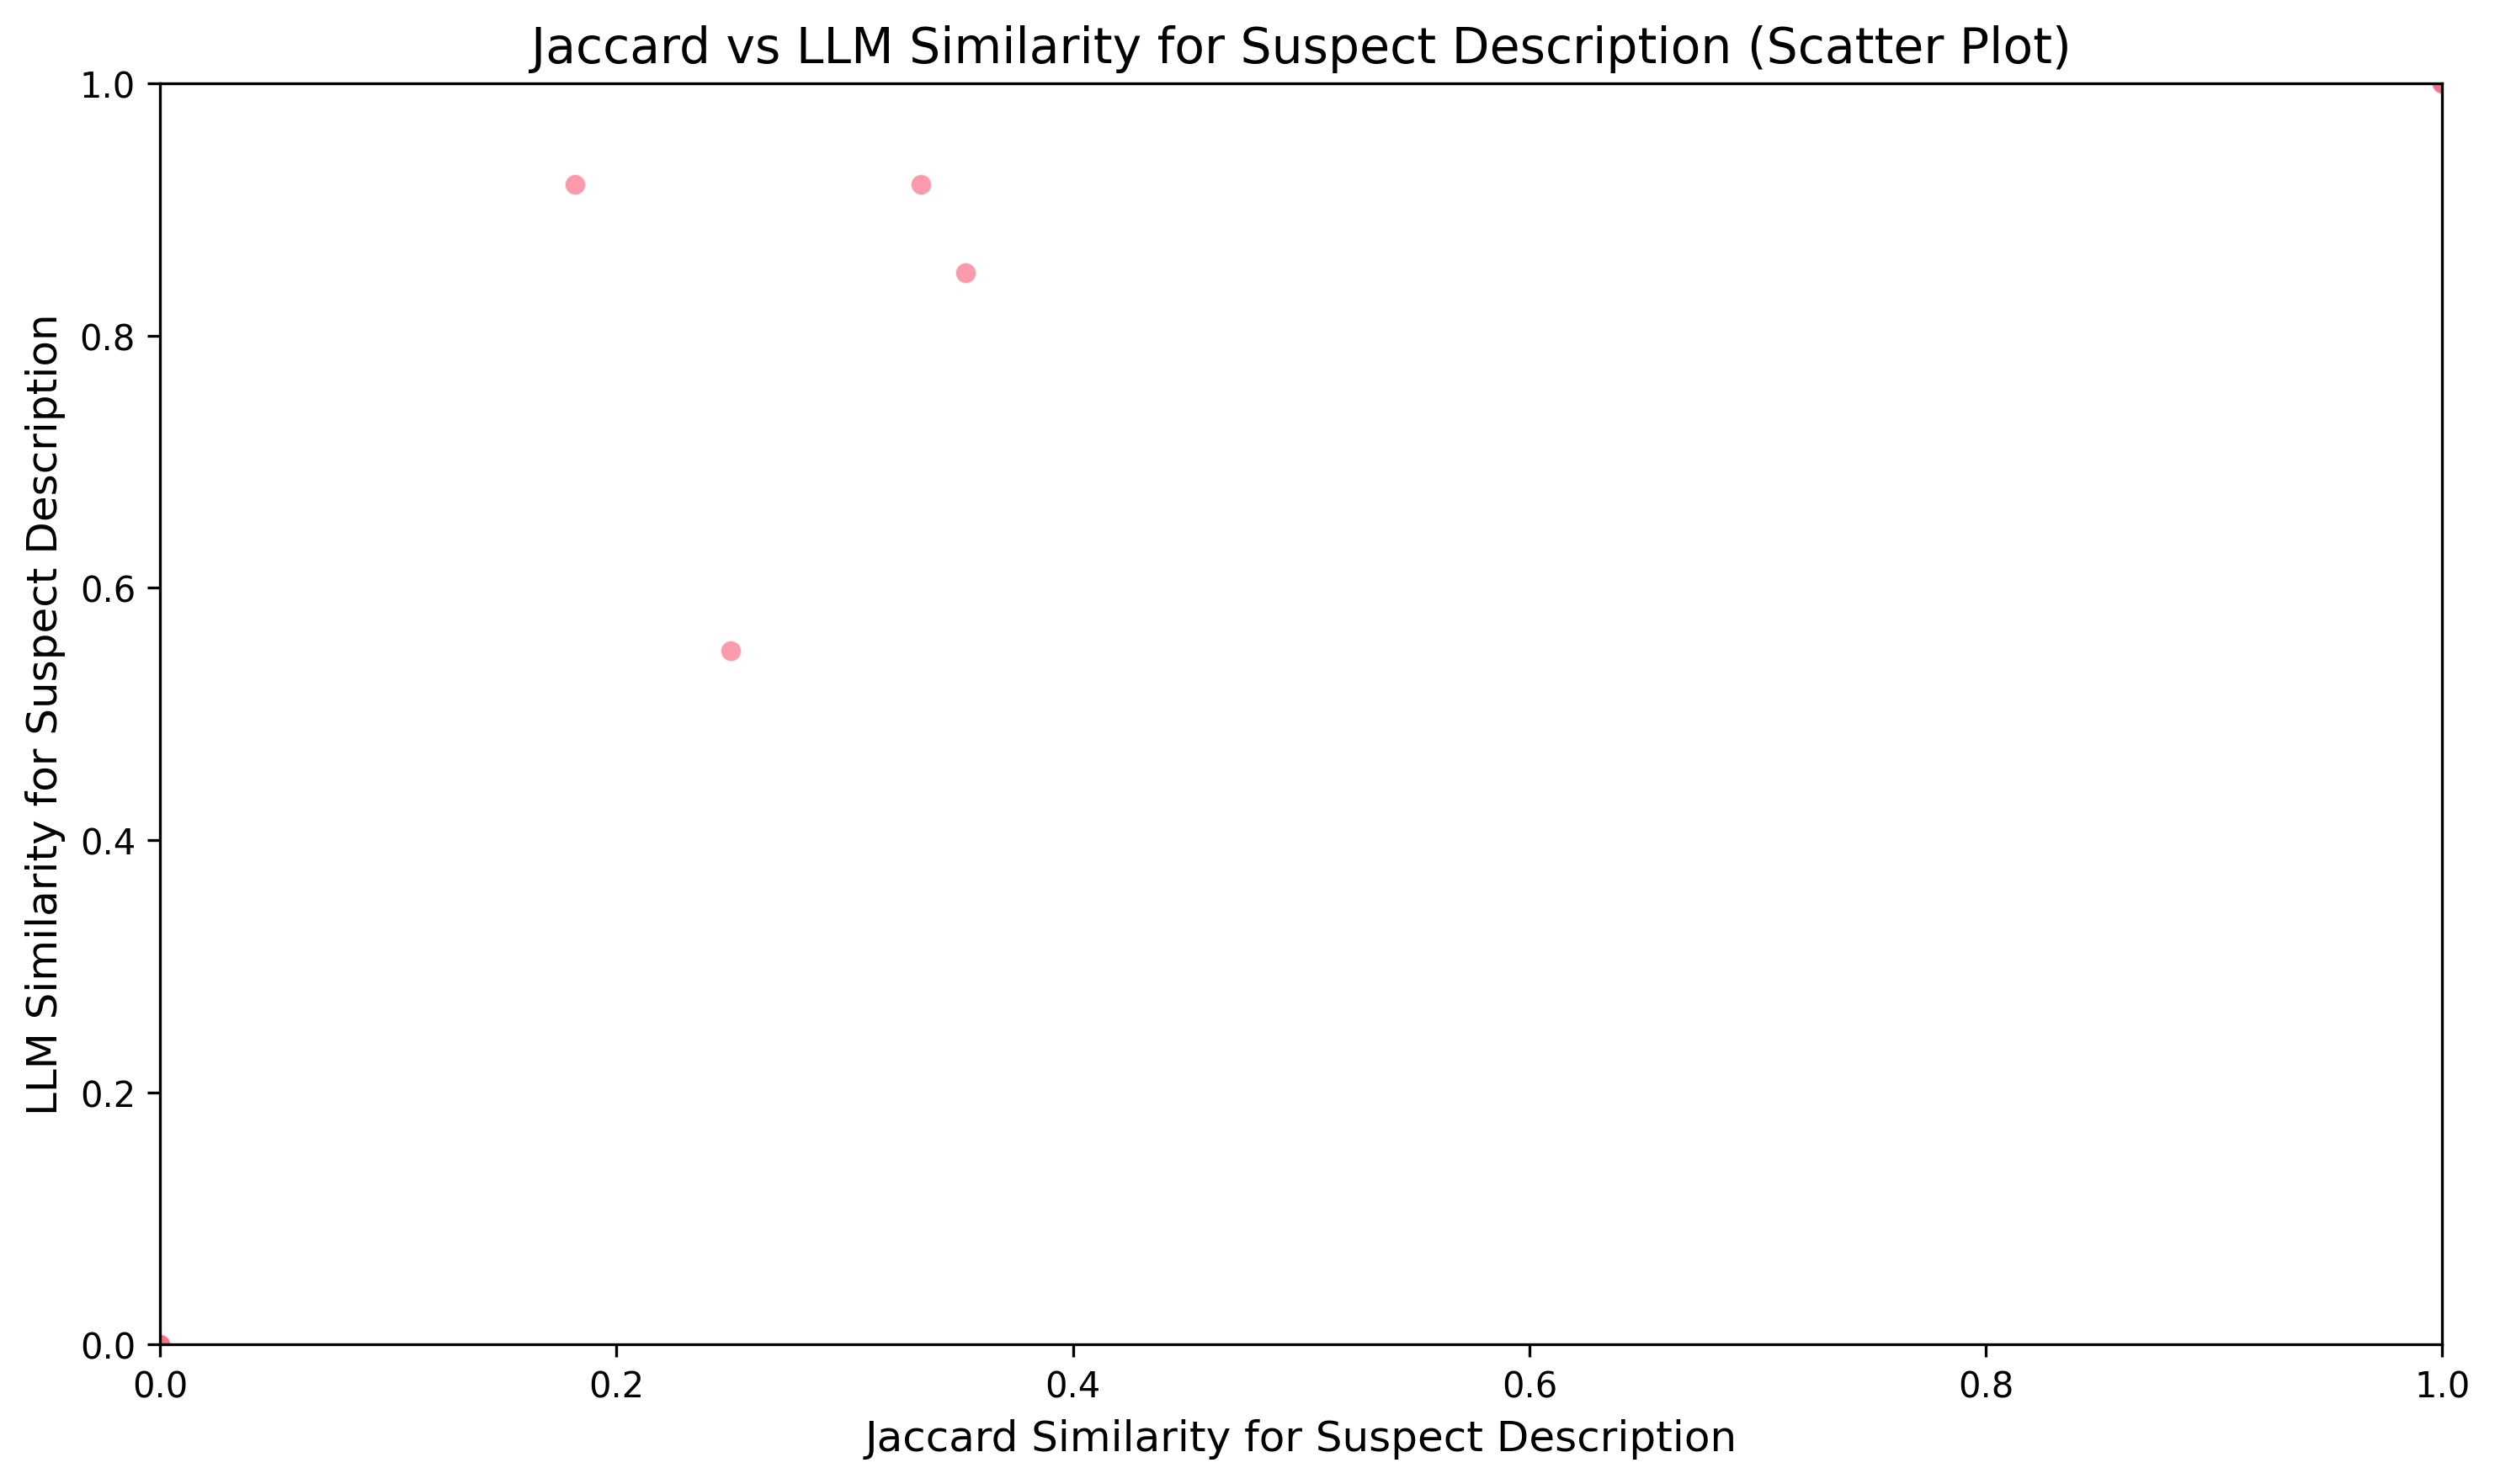 Jaccard vs LLM Similarity for Suspect Description (Scatter Plot)
LLM Similarity for Suspect Description
1.0
0.8
0.6
0.4
0.2
0.0
0.0 0.2 0.4 0.6 0.8 1.0
Jaccard Similarity for Suspect Description